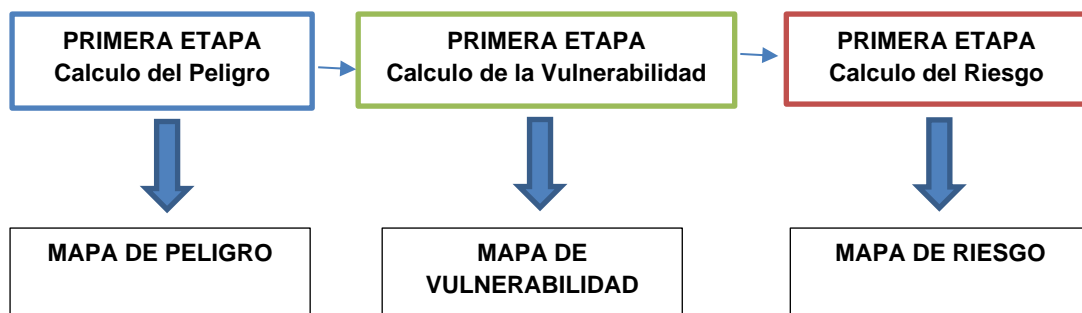 PRIMERA ETAPA
Calculo del Peligro
PRIMERA ETAPA
Calculo de la Vulnerabilidad
PRIMERA ETAPA
Calculo del Riesgo
MAPA DE PELIGRO
MAPA DE
VULNERABILIDAD
MAPA DE RIESGO